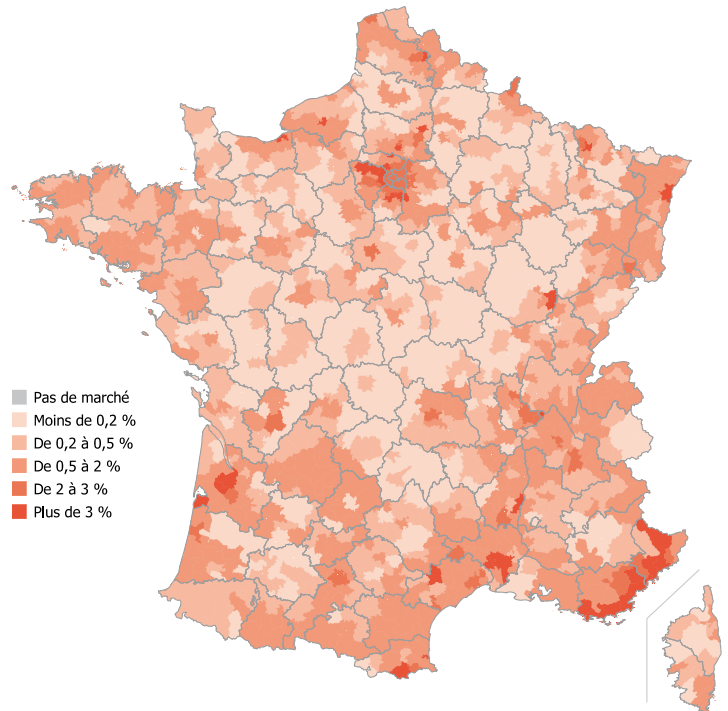 Pas de marché
Moins de 0,2 %
De 0,2 à 0,5 %
De 0,5 à 2 %
De 2 à 3 %
Plus de 3 %